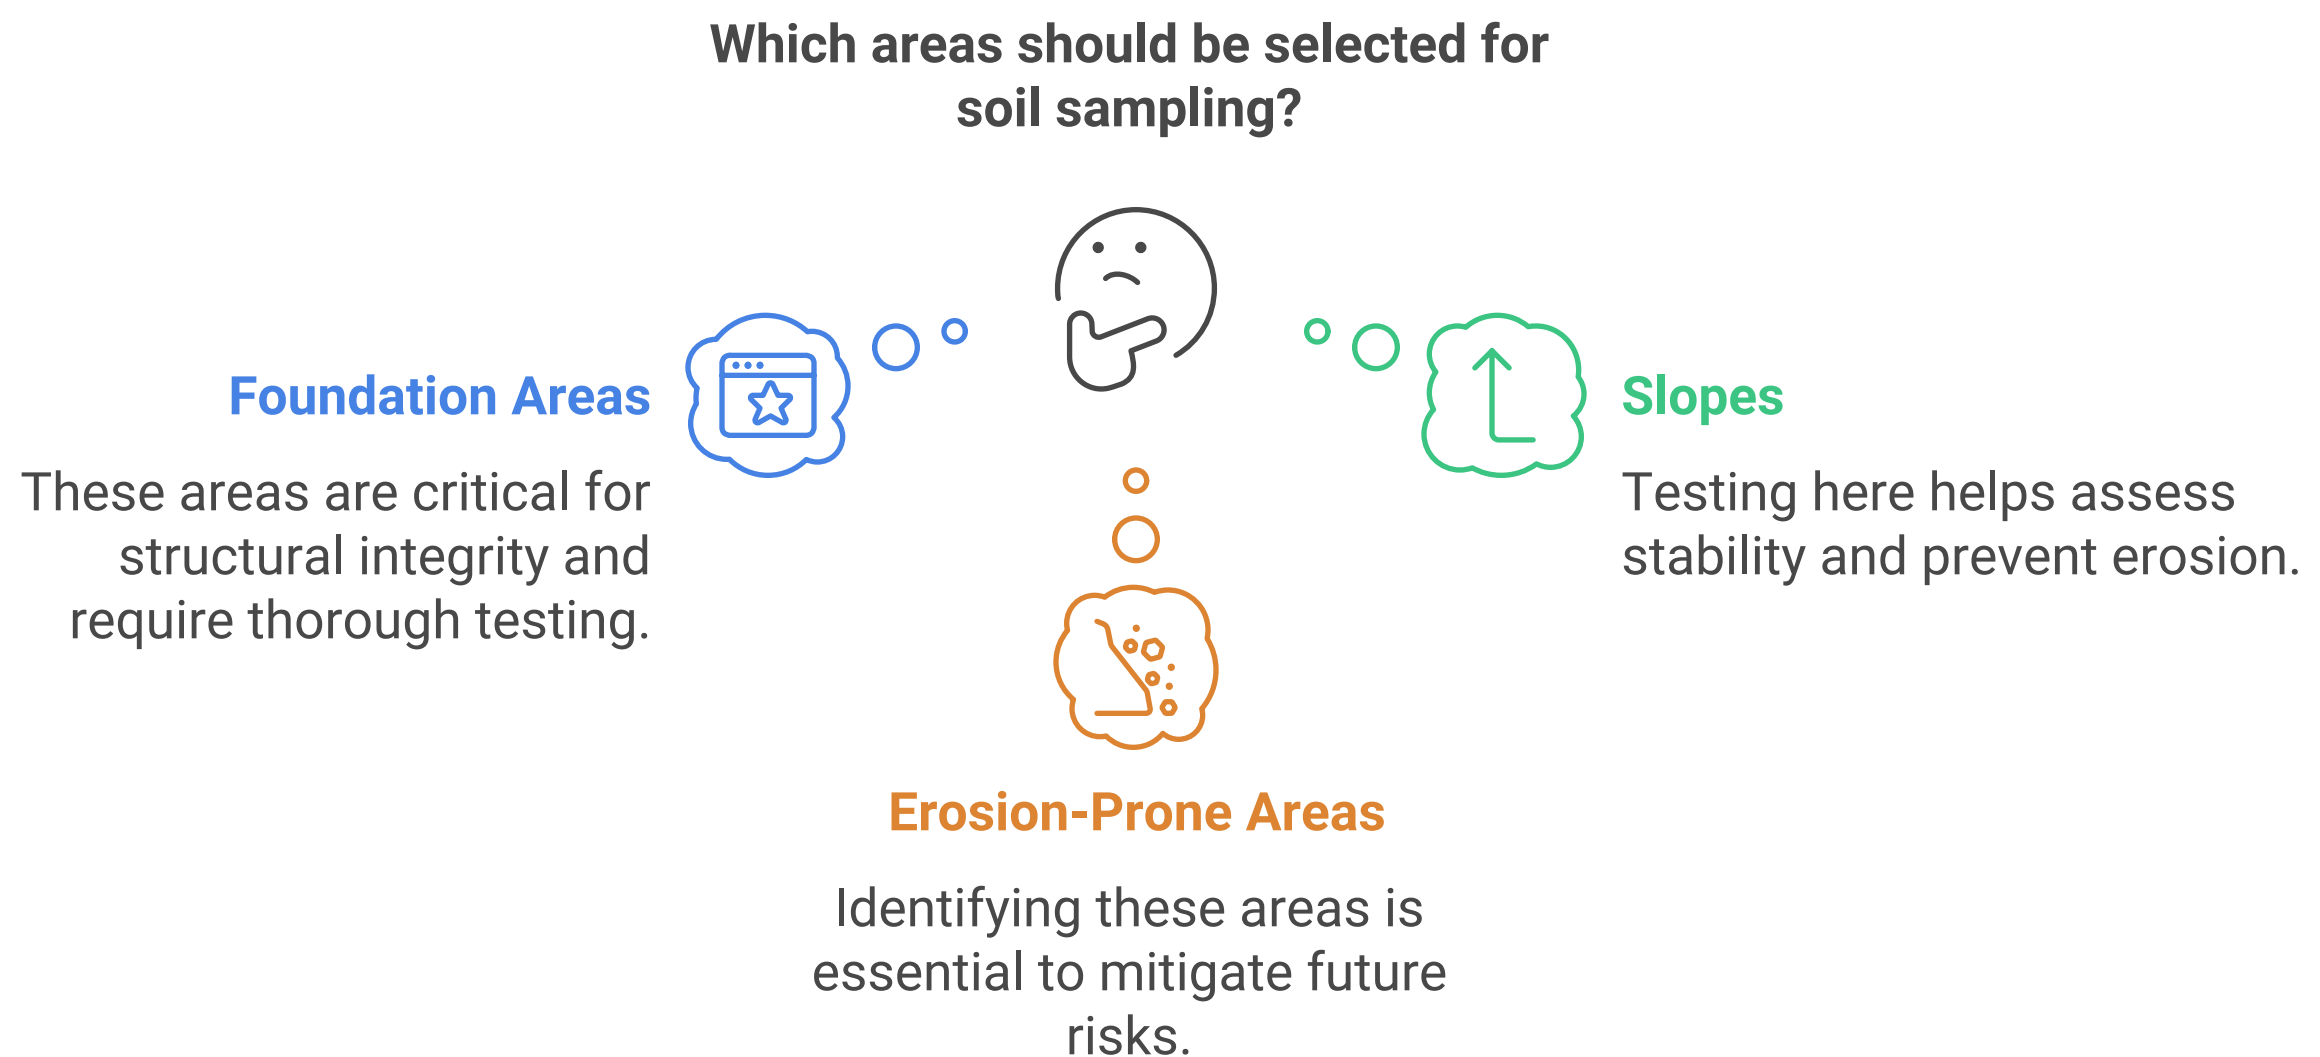 Which areas should be selected for
soil sampling?
Foundation Areas
These areas are critical for
structural integrity and
require thorough testing.
Slopes
Testing here helps assess
stability and prevent erosion.
Erosion-Prone Areas
Identifying these areas is
essential to mitigate future
risks.